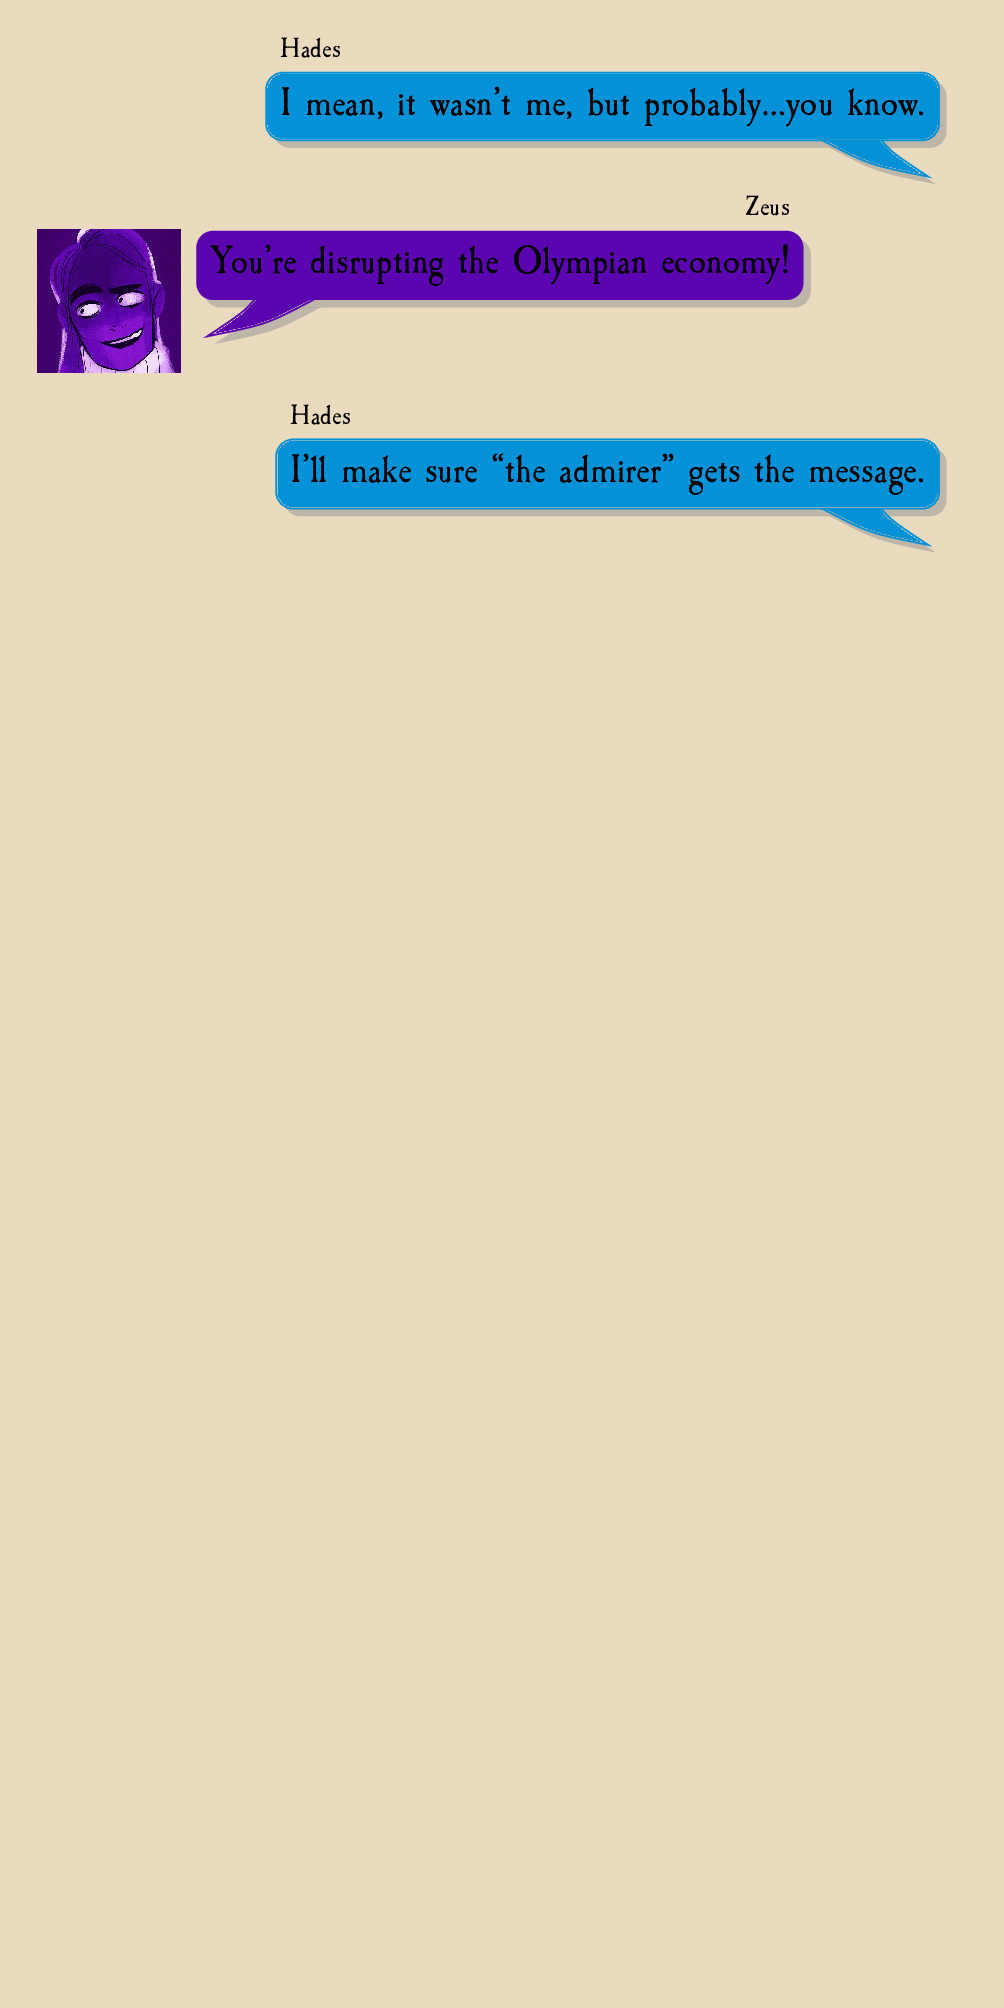 Hades
I mean, it wasn’t me, but probably...you know.
Zeus
You’re disrupting the Olympian economy!
Hades
I’ll make sure “the admirer” gets the message.